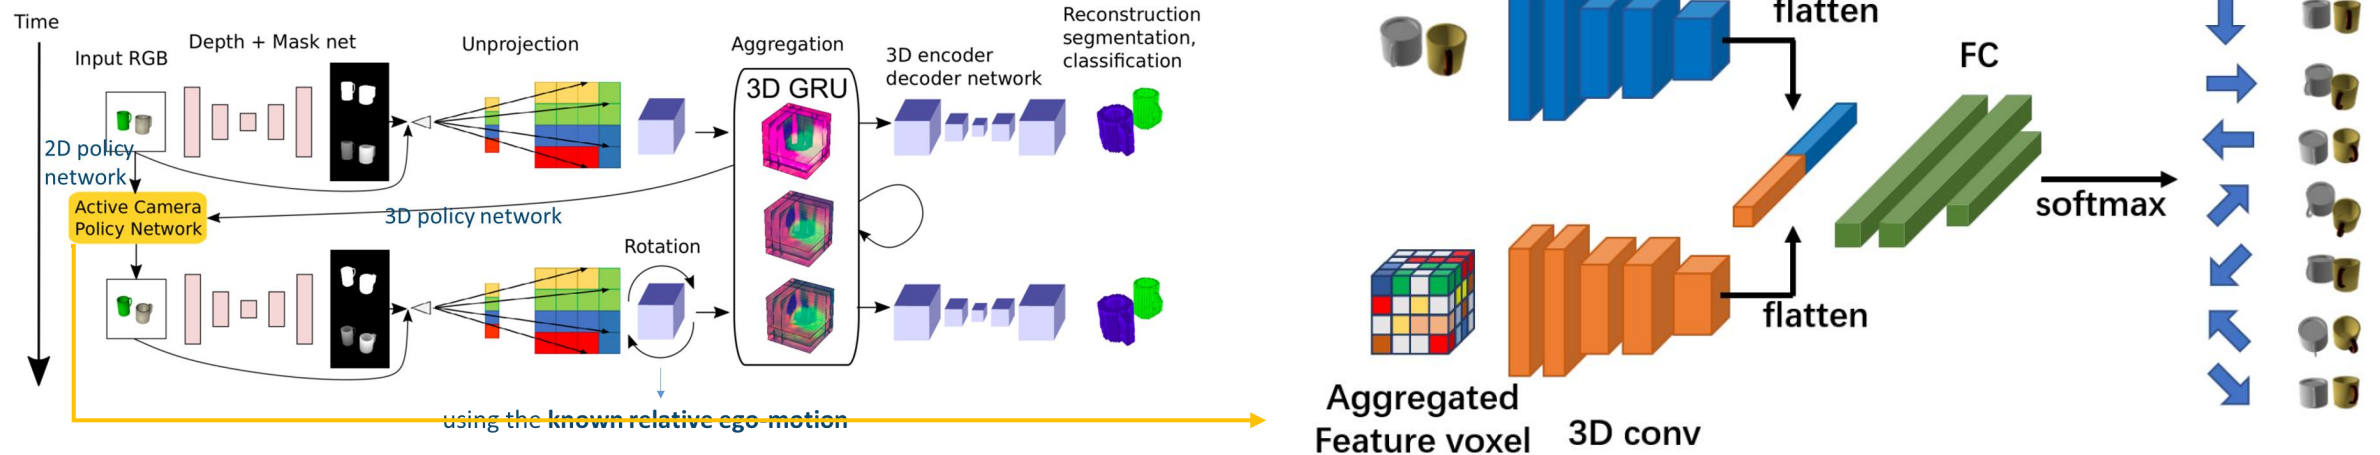 Time
Input RGB
Depth + Mask net
Unprojection
Aggregation
3D GRU
3D encoder
decoder network
Reconstruction
segmentation,
classification
2D policy
network
Active Camera
Policy Network
3D policy network
Rotation
using the known relative ego-motion
flatten
FC
softmax
flatten
Aggregated
Feature voxel
3D conv